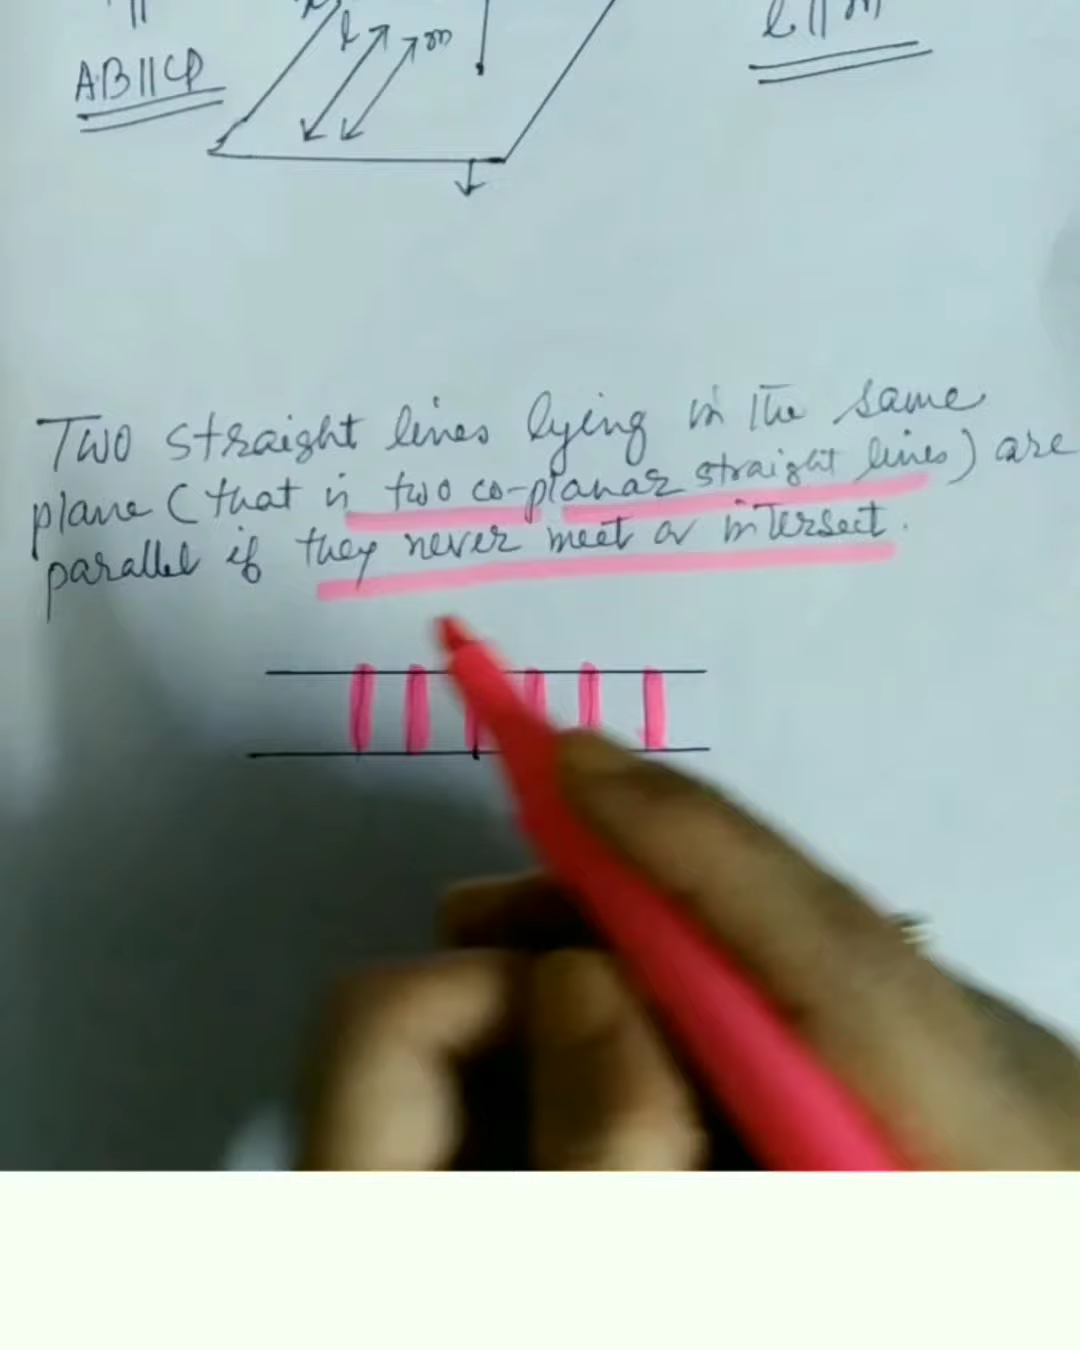 l || m
l m
AB || CD
Two straight lines lying in the same
plane (that is two co-planar straight lines) are
parallel if they never meet or intersect.